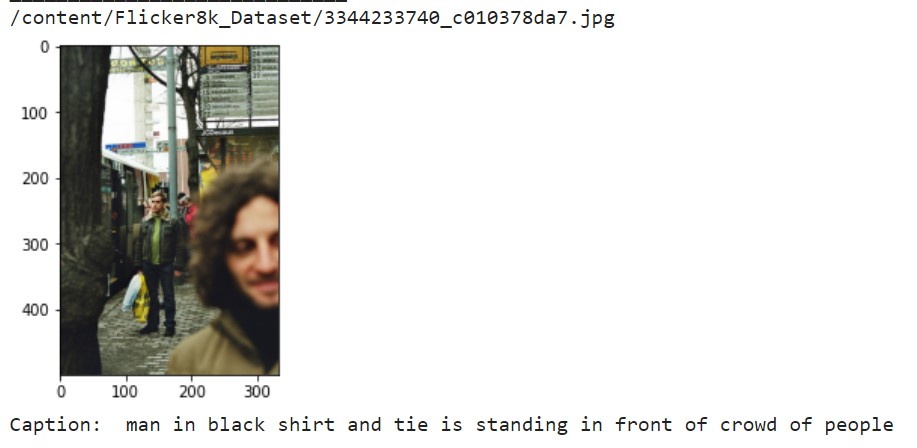 /content/Flicker8k_Dataset/3344233740_c010378da7.jpg
0
100
200
300
400
JCDecaux
0 100 200 300
Caption: man in black shirt and tie is standing in front of crowd of people